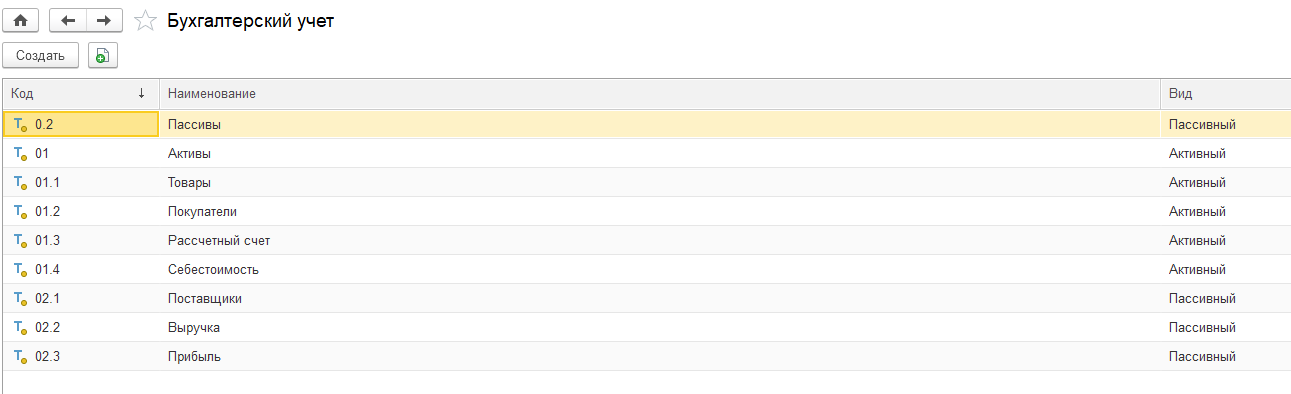 Бухгалтерский учет
Создать
Код ↓ Наименование Вид
0.2 Пассивы Пассивный
01 Активы Активный
01.1 Товары Активный
01.2 Покупатели Активный
01.3 Рассчетный счет Активный
01.4 Себестоимость Активный
02.1 Поставщики Пассивный
02.2 Выручка Пассивный
02.3 Прибыль Пассивный